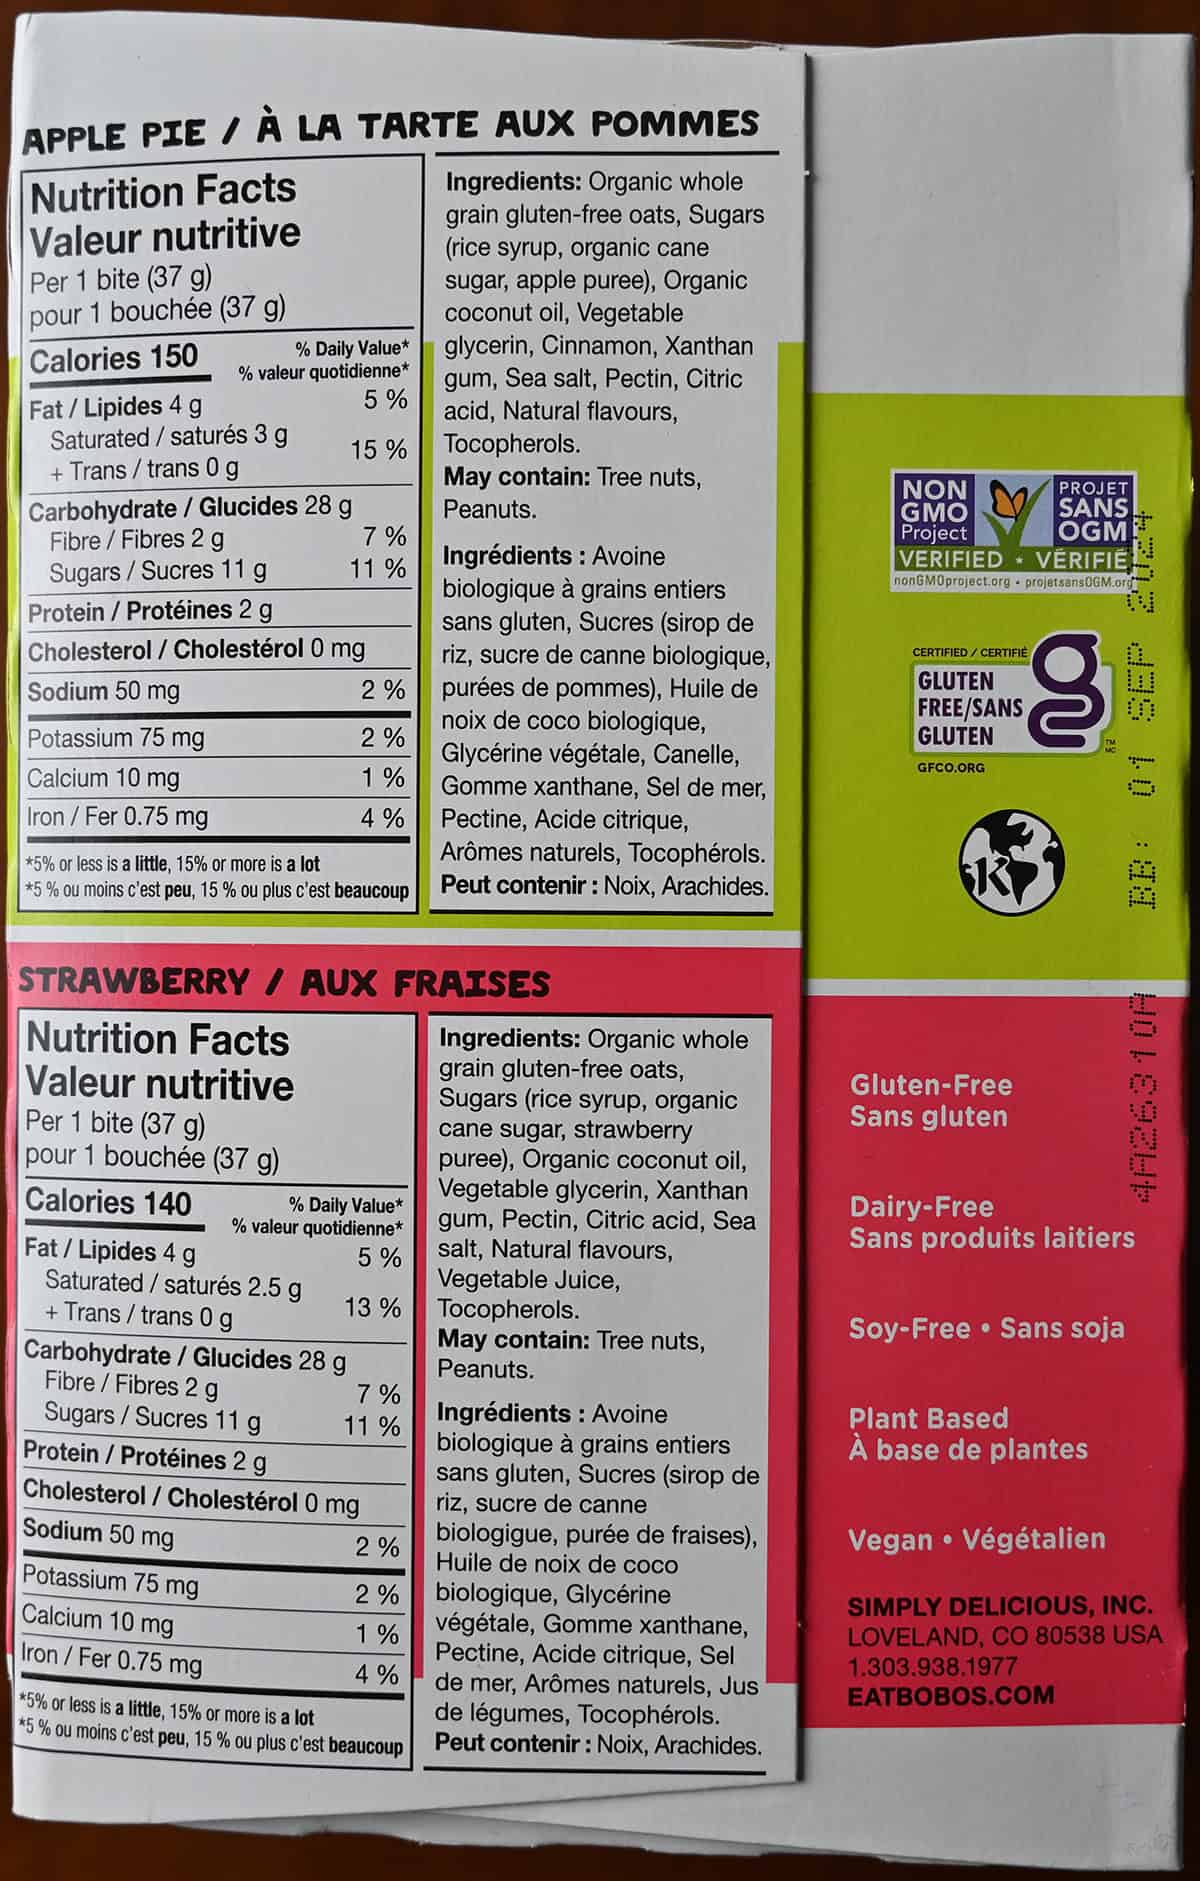 APPLE PIE / À LA TARTE AUX POMMES
Nutrition Facts
Valeur nutritive
Per 1 bite (37 g)
pour 1 bouchée (37 g)
Calories 150
% Daily Value*
% valeur quotidienne*
Fat / Lipides 4 g 5 %
Saturated / saturés 3 g
+ Trans / trans 0 g 15 %
Carbohydrate / Glucides 28 g
Fibre / Fibres 2 g 7 %
Sugars / Sucres 11 g 11 %
Protein / Protéines 2 g
Cholesterol / Cholestérol 0 mg
Sodium 50 mg 2 %
Potassium 75 mg 2 %
Calcium 10 mg 1 %
Iron / Fer 0.75 mg 4 %
*5% or less is a little, 15% or more is a lot
*5 % ou moins c'est peu, 15 % ou plus c'est beaucoup
Ingredients: Organic whole
grain gluten-free oats, Sugars
(rice syrup, organic cane
sugar, apple puree), Organic
coconut oil, Vegetable
glycerin, Cinnamon, Xanthan
gum, Sea salt, Pectin, Citric
acid, Natural flavours,
Tocopherols.
May contain: Tree nuts,
Peanuts.
Ingrédients : Avoine
biologique à grains entiers
sans gluten, Sucres (sirop de
riz, sucre de canne biologique,
purées de pommes), Huile de
noix de coco biologique,
Glycérine végétale, Canelle,
Gomme xanthane, Sel de mer,
Pectine, Acide citrique,
Arômes naturels, Tocophérols.
Peut contenir : Noix, Arachides.
STRAWBERRY / AUX FRAISES
Nutrition Facts
Valeur nutritive
Per 1 bite (37 g)
pour 1 bouchée (37 g)
Calories 140
% Daily Value*
% valeur quotidienne*
Fat / Lipides 4 g 5 %
Saturated / saturés 2.5 g
+ Trans / trans 0 g 13 %
Carbohydrate / Glucides 28 g
Fibre / Fibres 2 g 7 %
Sugars / Sucres 11 g 11 %
Protein / Protéines 2 g
Cholesterol / Cholestérol 0 mg
Sodium 50 mg 2 %
Potassium 75 mg 2 %
Calcium 10 mg 1 %
Iron / Fer 0.75 mg 4 %
*5% or less is a little, 15% or more is a lot
*5 % ou moins c'est peu, 15 % ou plus c'est beaucoup
Ingredients: Organic whole
grain gluten-free oats,
Sugars (rice syrup, organic
cane sugar, strawberry
puree), Organic coconut oil,
Vegetable glycerin, Xanthan
gum, Pectin, Citric acid, Sea
salt, Natural flavours,
Vegetable Juice,
Tocopherols.
May contain: Tree nuts,
Peanuts.
Ingrédients : Avoine
biologique à grains entiers
sans gluten, Sucres (sirop de
riz, sucre de canne
biologigue, purée de fraises),
Huile de noix de coco
biologique, Glycérine
végétale, Gomme xanthane,
Pectine, Acide citrique, Sel
de mer, Arômes naturels, Jus
de légumes, Tocophérols.
Peut contenir : Noix, Arachides.
NON
GMO
Project
PROJET
SANS
OGM
VERIFIED • VÉRIFIÉ
nonGMOproject.org • projetsansOGM.org
CERTIFIED / CERTIFIÉ
GLUTEN
FREE/SANS
GLUTEN
g
TM
MC
GFCO.ORG
K
BB: 01 SEP 2024
4A26310A
Gluten-Free
Sans gluten
Dairy-Free
Sans produits laitiers
Soy-Free • Sans soja
Plant Based
À base de plantes
Vegan • Végétalien
SIMPLY DELICIOUS, INC.
LOVELAND, CO 80538 USA
1.303.938.1977
EATBOBOS.COM